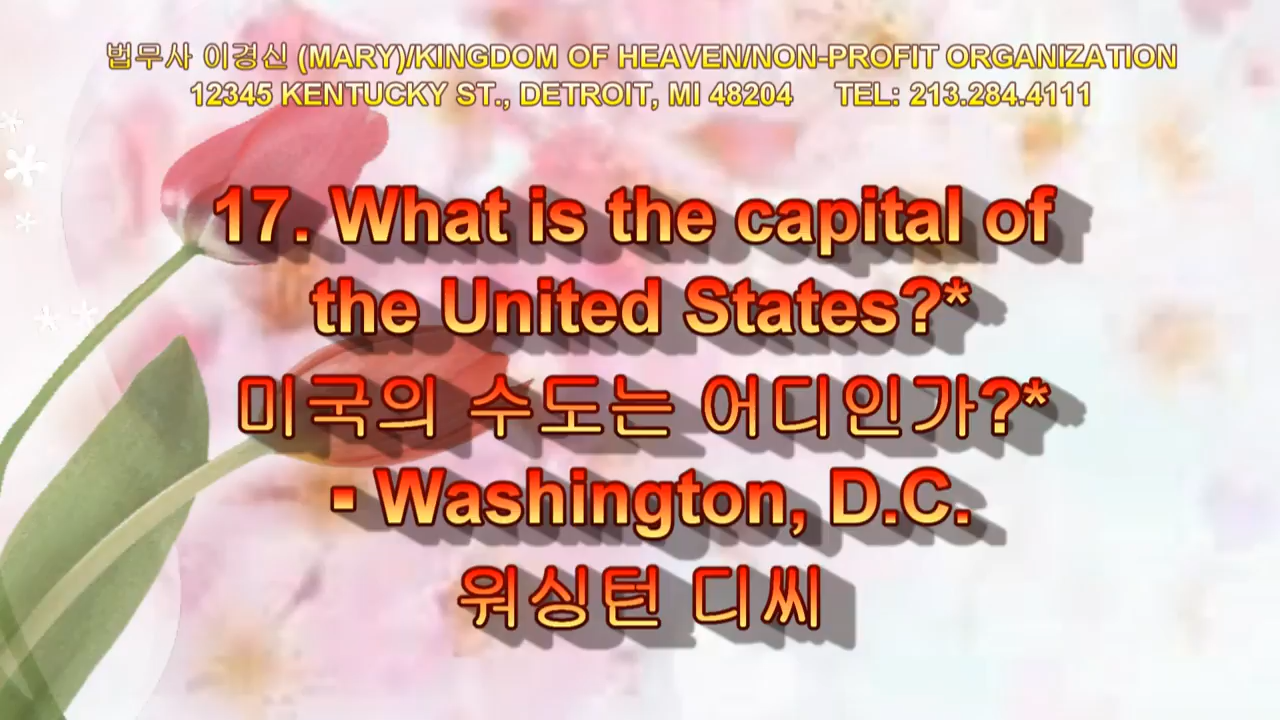 법무사 이경신 (MARY)/KINGDOM OF HEAVEN/NON-PROFIT ORGANIZATION
12345 KENTUCKY ST., DETROIT, MI 48204 TEL: 213.284.4111
17. What is the capital of
the United States?*
미국의 수도는 어디인가?*
▪ Washington, D.C.
워싱턴 디씨